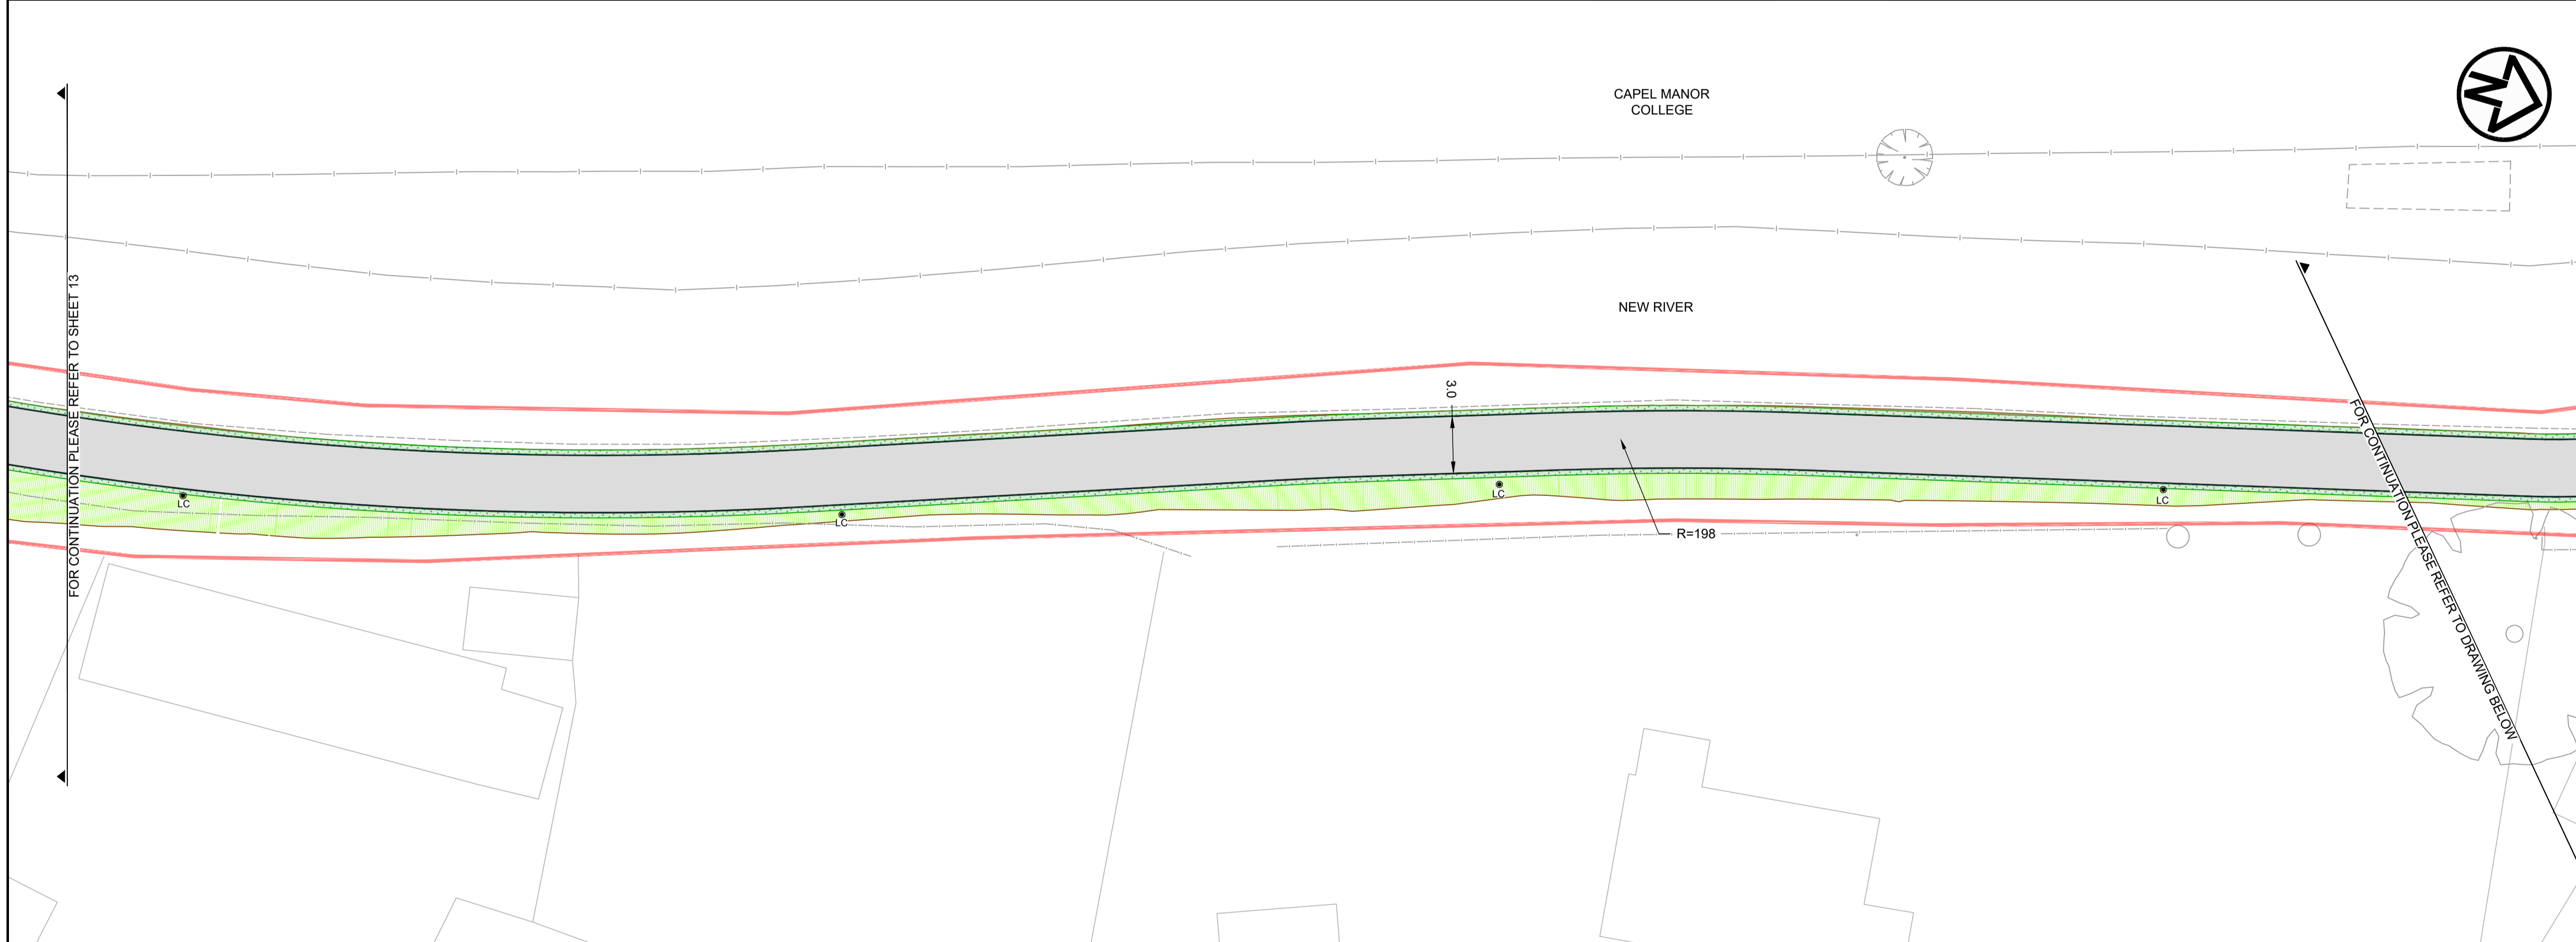 CAPEL MANOR
COLLEGE
N
FOR CONTINUATION PLEASE REFER TO SHEET 13
NEW RIVER
3.0
FOR CONTINUATION PLEASE REFER TO DRAWING BELOW
LC
LC
LC
LC
R=198